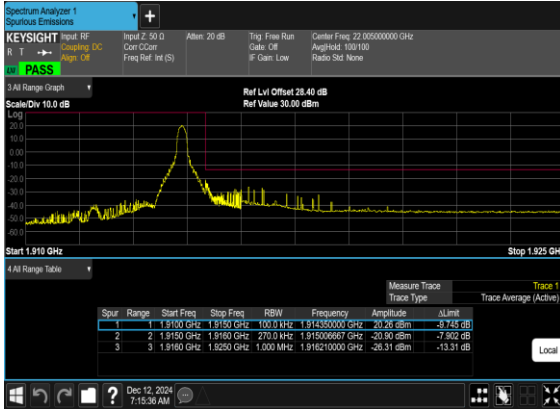 Spectrum Analyzer 1
Spurious Emissions
+
KEYSIGHT Input: RF Input Z: 50 Ω Atten: 20 dB Trig: Free Run Center Freq: 22.005000000 GHz
R T Coupling: DC Corr CCorr Gate: Off Avg|Hold: 100/100
Align: Off Freq Ref: Int (S) IF Gain: Low Radio Std: None
PASS
3 All Range Graph
Ref Lvl Offset 28.40 dB
Scale/Div 10.0 dB Ref Value 30.00 dBm
Log
20.0
10.0
0.00
-10.0
-20.0
-30.0
-40.0
-50.0
-60.0
Start 1.910 GHz Stop 1.925 GH
4 All Range Table
Measure Trace Trace 1
Trace Type Trace Average (Active)
Spur Range Start Freq Stop Freq RBW Frequency Amplitude ΔLimit
1 1 1.9100 GHz 1.9150 GHz 100.0 kHz 1.914350000 GHz 20.26 dBm -9.745 dB
2 2 1.9150 GHz 1.9160 GHz 270.0 kHz 1.915006667 GHz -20.90 dBm -7.902 dB
3 3 1.9160 GHz 1.9250 GHz 1.000 MHz 1.916210000 GHz -26.31 dBm -13.31 dB
Local
?
Dec 12, 2024
7:15:36 AM